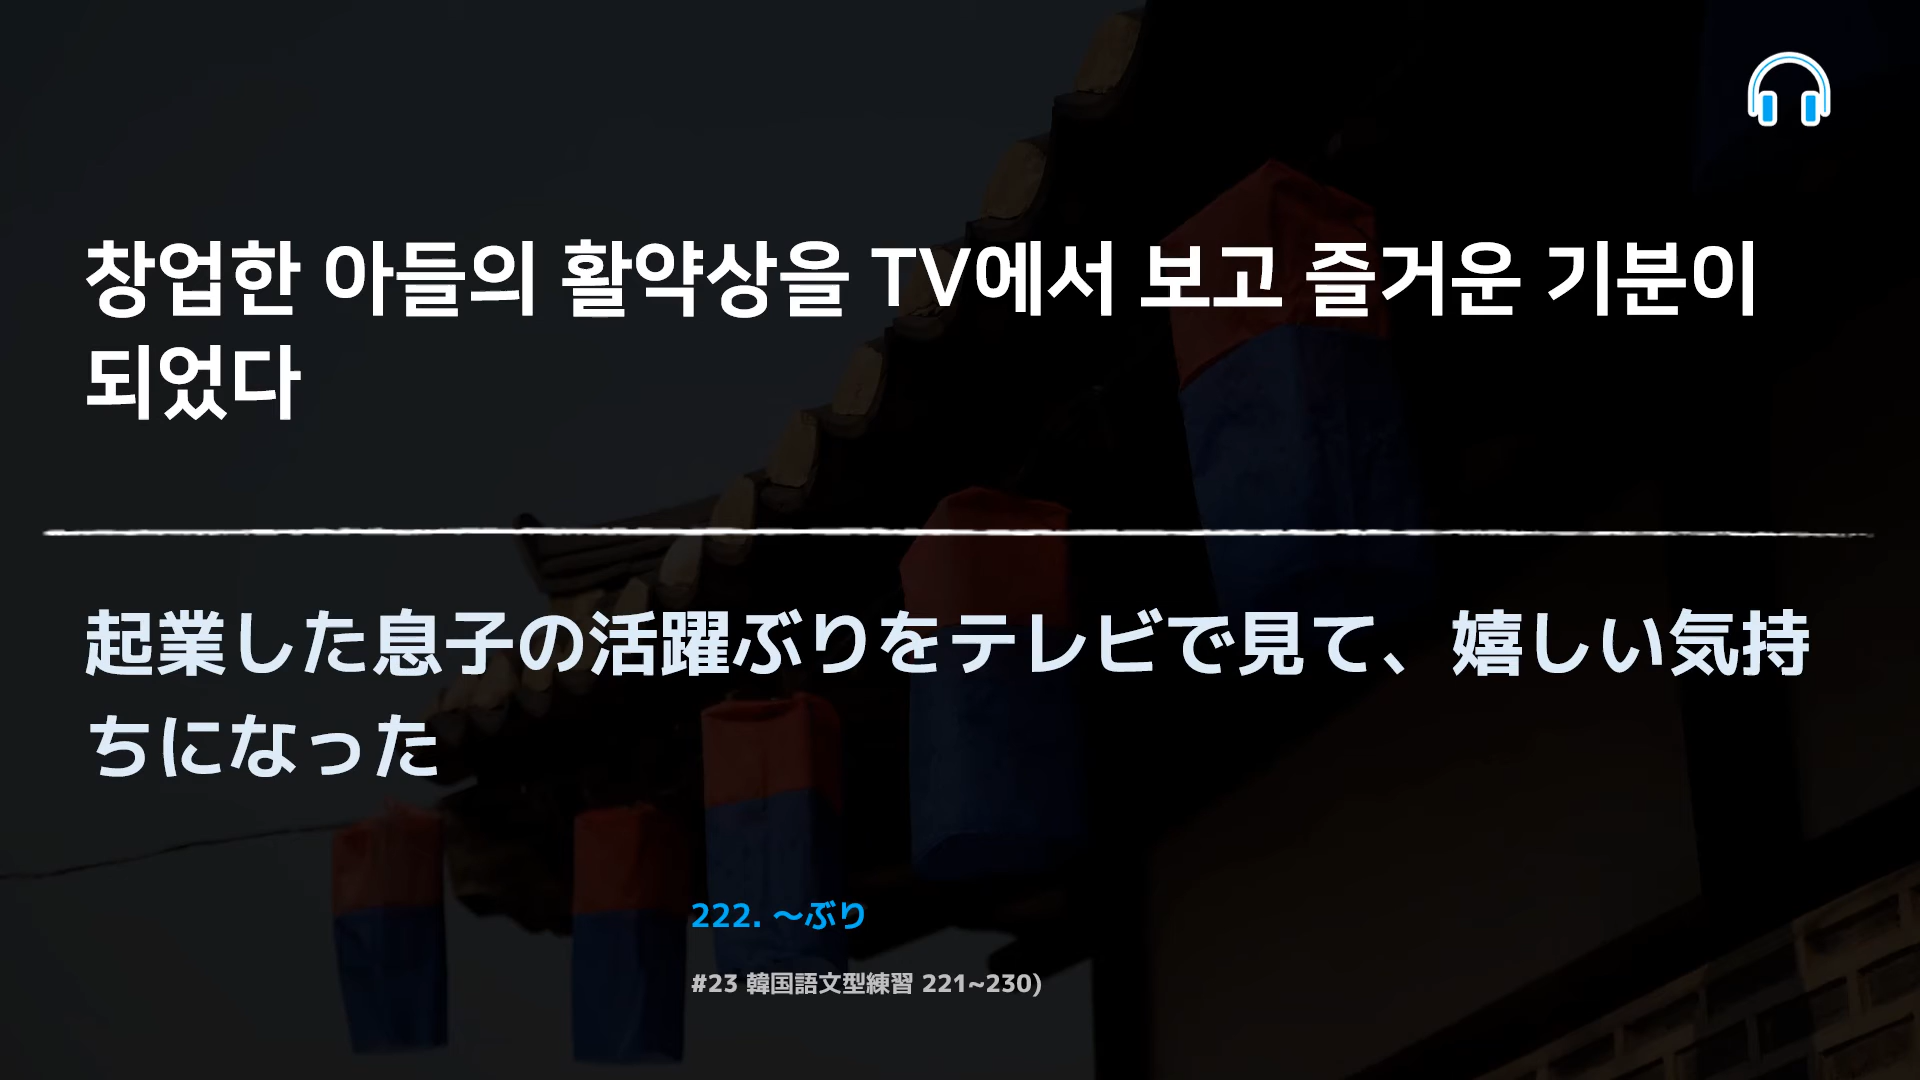 창업한 아들의 활약상을 TV에서 보고 즐거운 기분이
되었다
起業した息子の活躍ぶりをテレビで見て、嬉しい気持
ちになった
222. 〜ぶり
#23 韓国語文型練習 221~230)